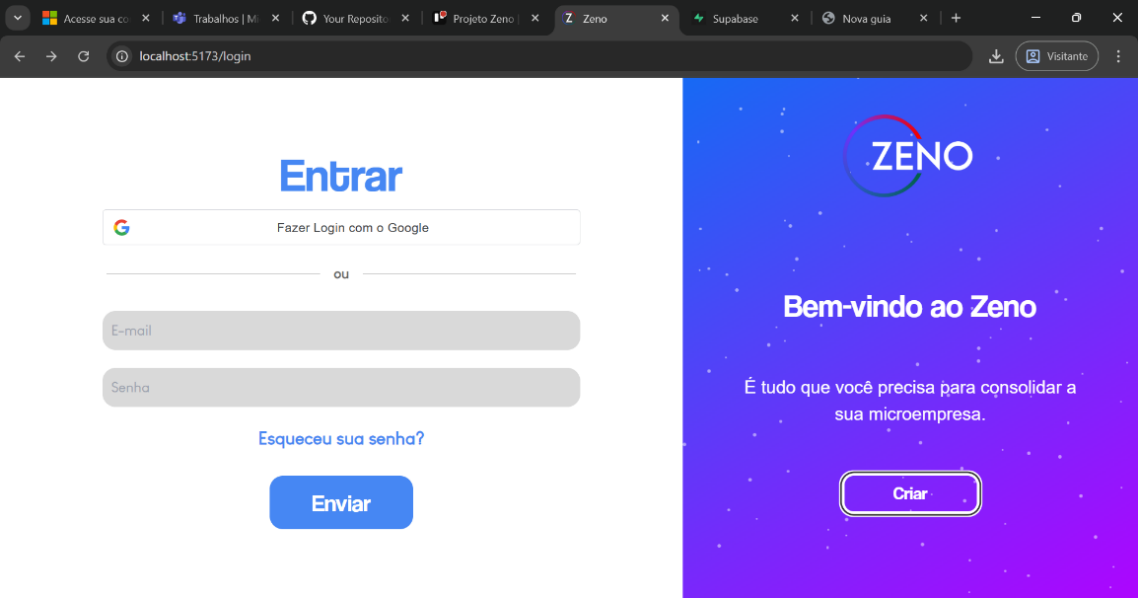 Acesse sua co
Trabalhos | Mi
Your Reposito
Projeto Zeno |
Zeno
Supabase
Nova guia
localhost:5173/login
Visitante
Entrar
Fazer Login com o Google
ou
E-mail
Senha
Esqueceu sua senha?
Enviar
ZENO
Bem-vindo ao Zeno
É tudo que você precisa para consolidar a
sua microempresa.
Criar